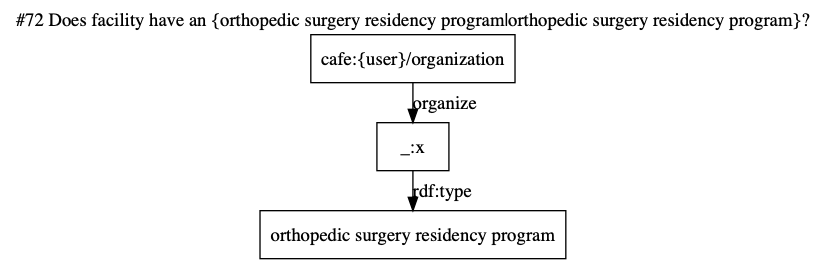 #72 Does facility have an {orthopedic surgery residency program|orthopedic surgery residency program}?
cafe:{user}/organization
organize
_:x
rdf:type
orthopedic surgery residency program